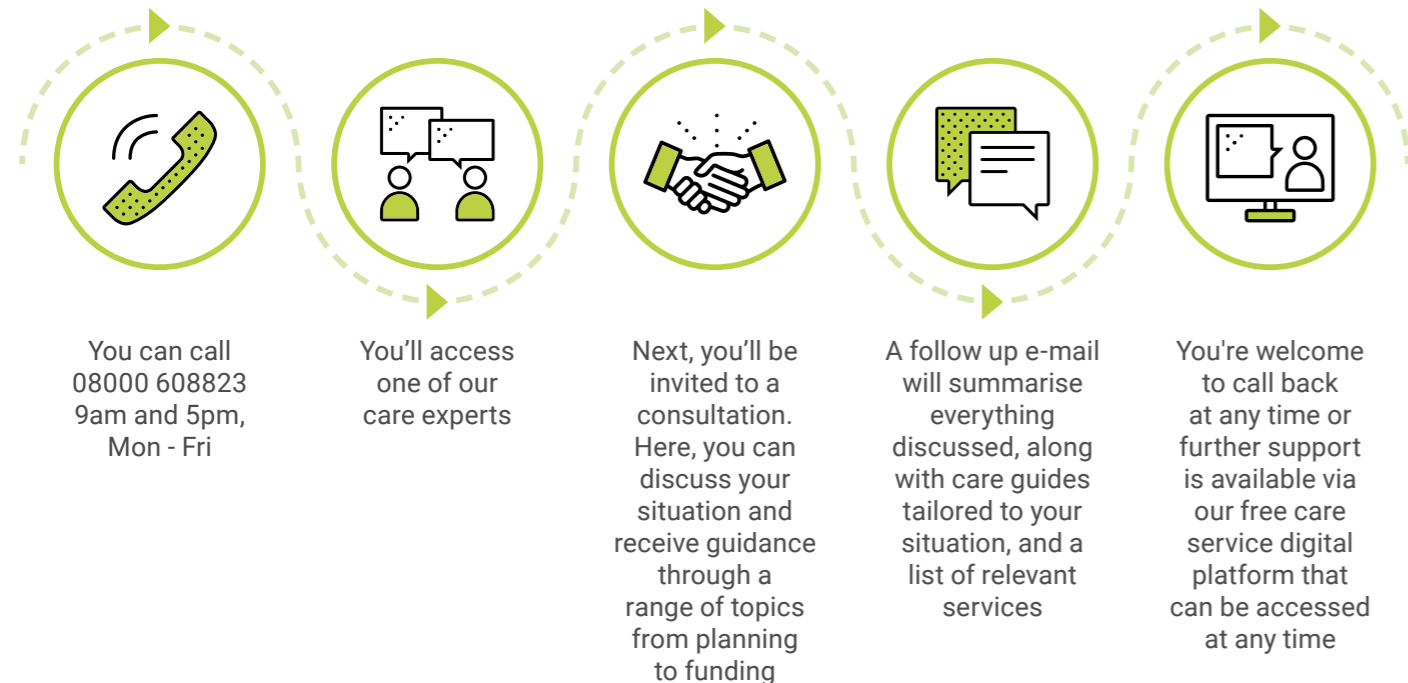 You can call
08000 608823
9am and 5pm,
Mon - Fri
You’ll access
one of our
care experts
Next, you’ll be
invited to a
consultation.
Here, you can
discuss your
situation and
receive guidance
through a
range of topics
from planning
to funding
A follow up e-mail
will summarise
everything
discussed, along
with care guides
tailored to your
situation, and a
list of relevant
services
You're welcome
to call back
at any time or
further support
is available via
our free care
service digital
platform that
can be accessed
at any time